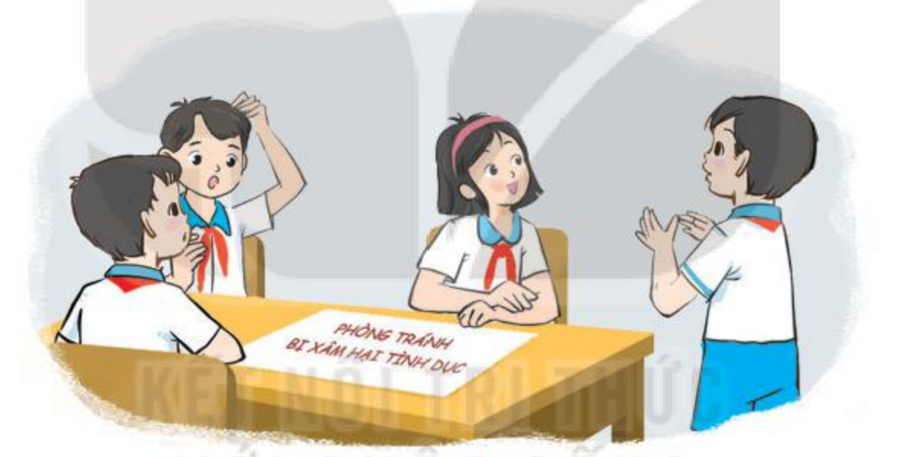 PHÒNG TRÁNH
BỊ XÂM HẠI TÌNH DỤC
KẾT NỐI TRI THỨC